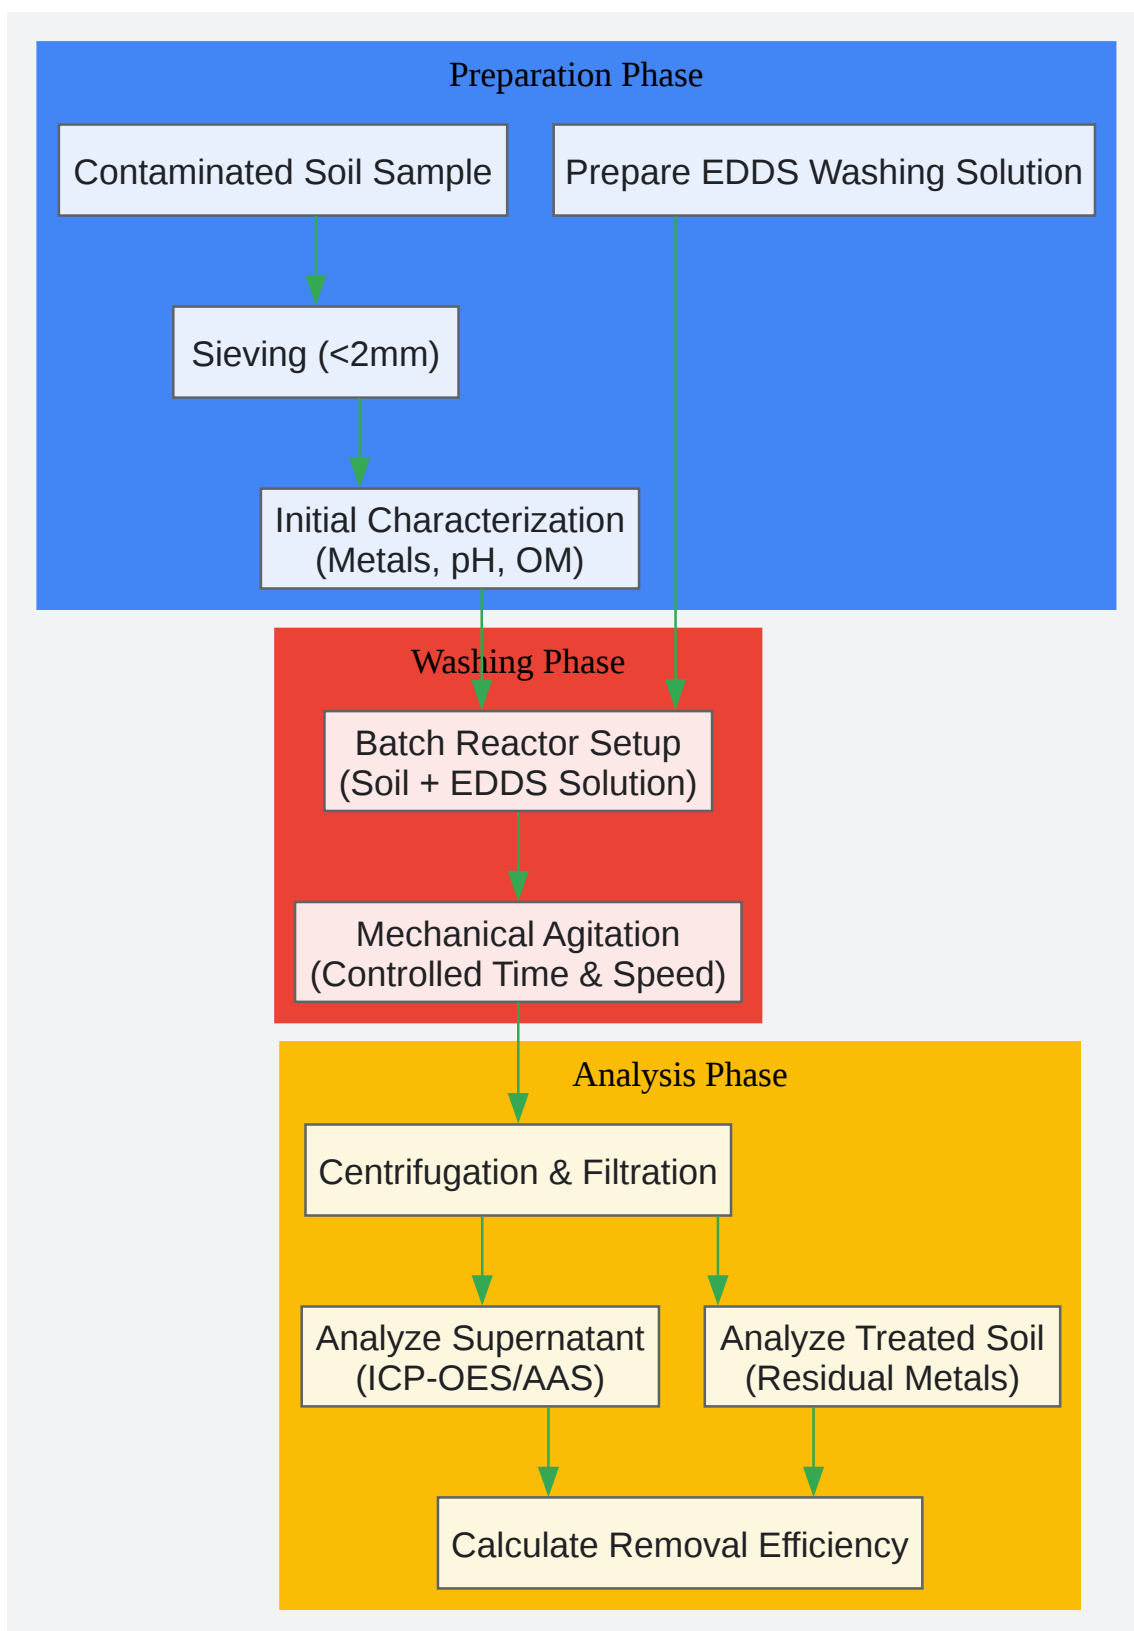 Preparation Phase
Contaminated Soil Sample
Prepare EDDS Washing Solution
Sieving (<2mm)
Initial Characterization
(Metals, pH, OM)
Washing Phase
Batch Reactor Setup
(Soil + EDDS Solution)
Mechanical Agitation
(Controlled Time & Speed)
Analysis Phase
Centrifugation & Filtration
Analyze Supernatant
(ICP-OES/AAS)
Analyze Treated Soil
(Residual Metals)
Calculate Removal Efficiency